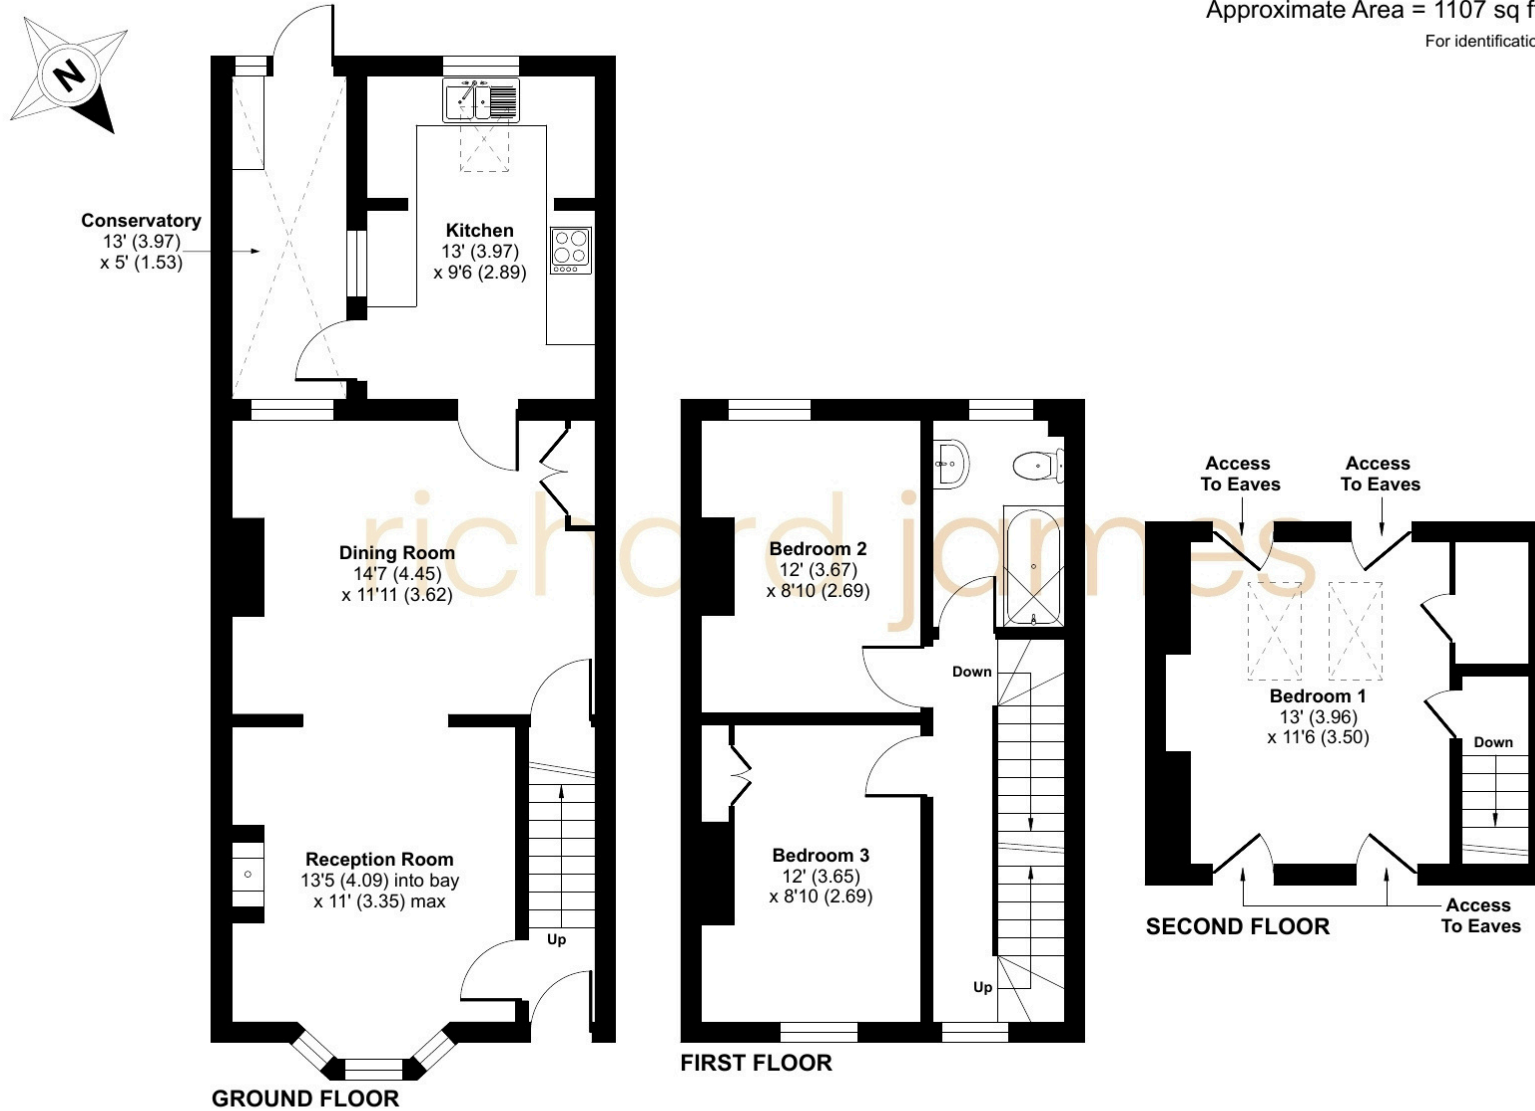 Approximate Area = 1107 sq f
For identificatio
N
Conservatory
13' (3.97)
x 5' (1.53)
Kitchen
13' (3.97)
x 9'6 (2.89)
Dining Room
14'7 (4.45)
x 11'11 (3.62)
Reception Room
13'5 (4.09) into bay
x 11' (3.35) max
Up
GROUND FLOOR
richard james
Bedroom 2
12' (3.67)
x 8'10 (2.69)
Down
Bedroom 3
12' (3.65)
x 8'10 (2.69)
Up
FIRST FLOOR
Access
To Eaves
Access
To Eaves
Bedroom 1
13' (3.96)
x 11'6 (3.50)
Down
Access
To Eaves
SECOND FLOOR